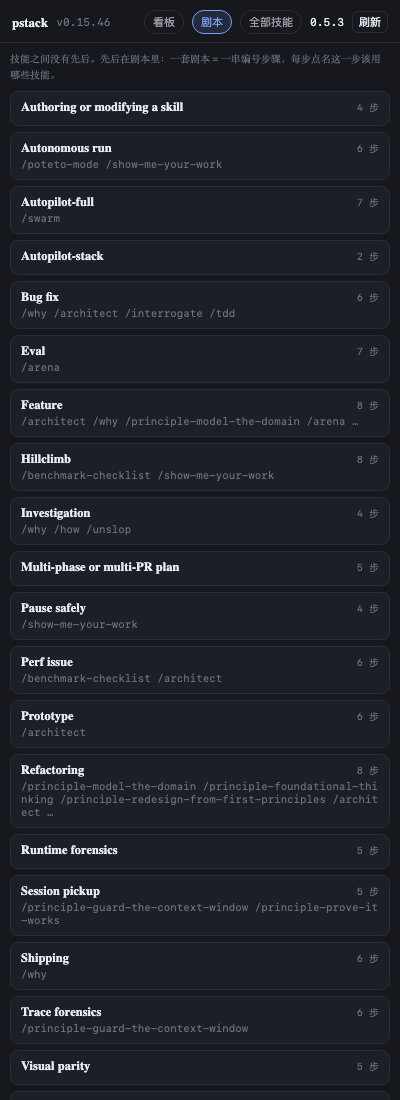 pstack v0.15.46 看板 剧本 全部技能 0.5.3 刷新
技能之间没有先后。先后在剧本里：一套剧本 = 一串编号步骤，每步点名这一步该用
哪些技能。
Authoring or modifying a skill 4 步
Autonomous run 6 步
/poteto-mode /show-me-your-work
Autopilot-full 7 步
/swarm
Autopilot-stack 2 步
Bug fix 6 步
/why /architect /interrogate /tdd
Eval 7 步
/arena
Feature 8 步
/architect /why /principle-model-the-domain /arena …
Hillclimb 8 步
/benchmark-checklist /show-me-your-work
Investigation 4 步
/why /how /unslop
Multi-phase or multi-PR plan 5 步
Pause safely 4 步
/show-me-your-work
Perf issue 6 步
/benchmark-checklist /architect
Prototype 6 步
/architect
Refactoring 8 步
/principle-model-the-domain /principle-foundational-thi
nking /principle-redesign-from-first-principles /archit
ect …
Runtime forensics 5 步
Session pickup 5 步
/principle-guard-the-context-window /principle-prove-it
-works
Shipping 6 步
/why
Trace forensics 6 步
/principle-guard-the-context-window
Visual parity 5 步